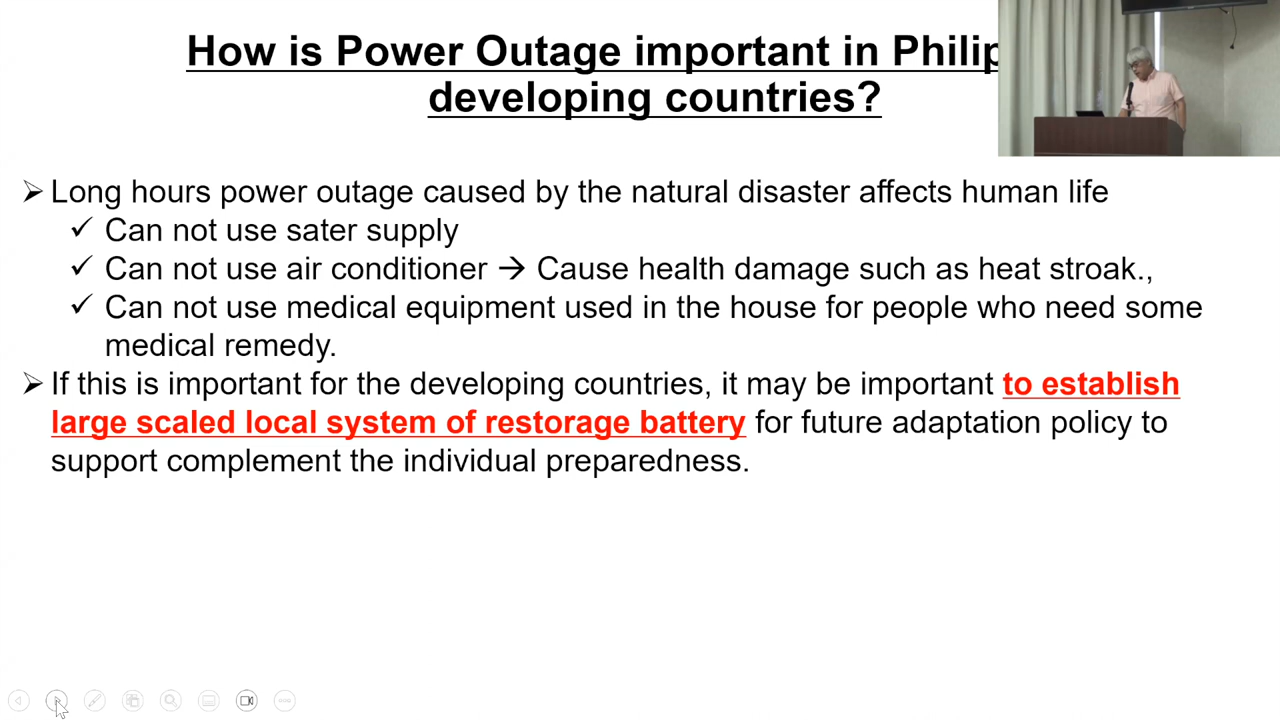 How is Power Outage important in Philip
developing countries?
➢ Long hours power outage caused by the natural disaster affects human life
✓ Can not use sater supply
✓ Can not use air conditioner → Cause health damage such as heat stroak.,
✓ Can not use medical equipment used in the house for people who need some
medical remedy.
➢ If this is important for the developing countries, it may be important to establish
large scaled local system of restorage battery for future adaptation policy to
support complement the individual preparedness.